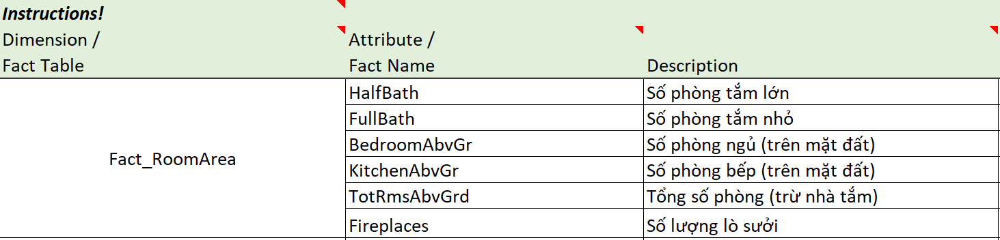 Instructions!
Dimension /
Fact Table
Attribute /
Fact Name
Description
Fact_RoomArea
HalfBath
Số phòng tắm lớn
FullBath
Số phòng tắm nhỏ
BedroomAbvGr
Số phòng ngủ (trên mặt đất)
KitchenAbvGr
Số phòng bếp (trên mặt đất)
TotRmsAbvGrd
Tổng số phòng (trừ nhà tắm)
Fireplaces
Số lượng lò sưởi